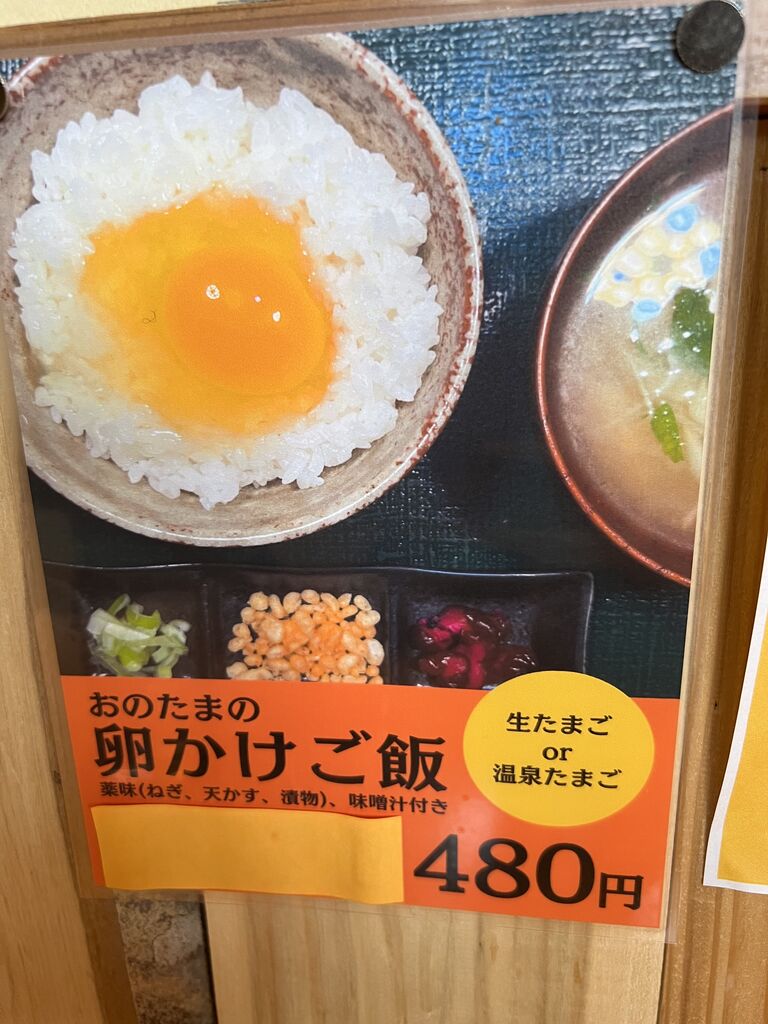 おのたまの
卵かけご飯
薬味(ねぎ、天かす、漬物)、味噌汁付き
生たまご
or
温泉たまご
480円